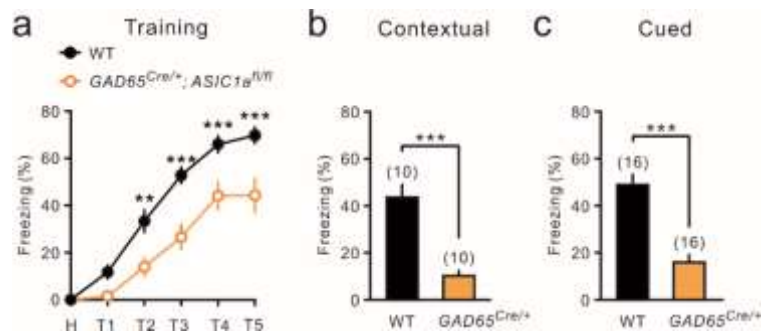 a Training
WT
GAD65Cre/+; ASIC1afl/fl
Freezing (%)
80
60
40
20
0
** *** *** ***
H T1 T2 T3 T4 T5
b Contextual
Freezing (%)
80
60
40
20
0
***
(10)
(10)
WT GAD65Cre/+
c Cued
Freezing (%)
80
60
40
20
0
***
(16)
(16)
WT GAD65Cre/+